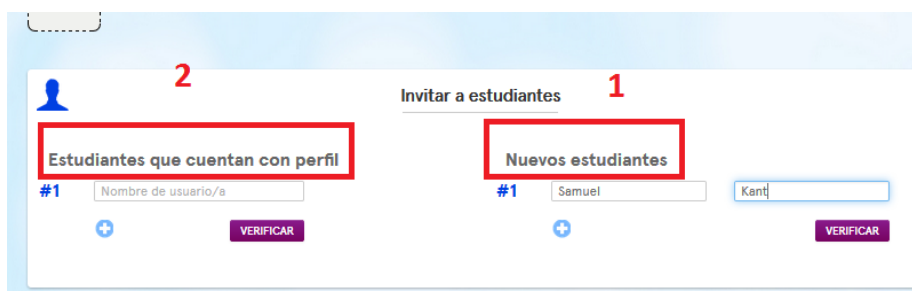 2
Invitar a estudiantes
1
Estudiantes que cuentan con perfil
Nuevos estudiantes
#1 Nombre de usuario/a
#1 Samuel Kant
VERIFICAR
VERIFICAR